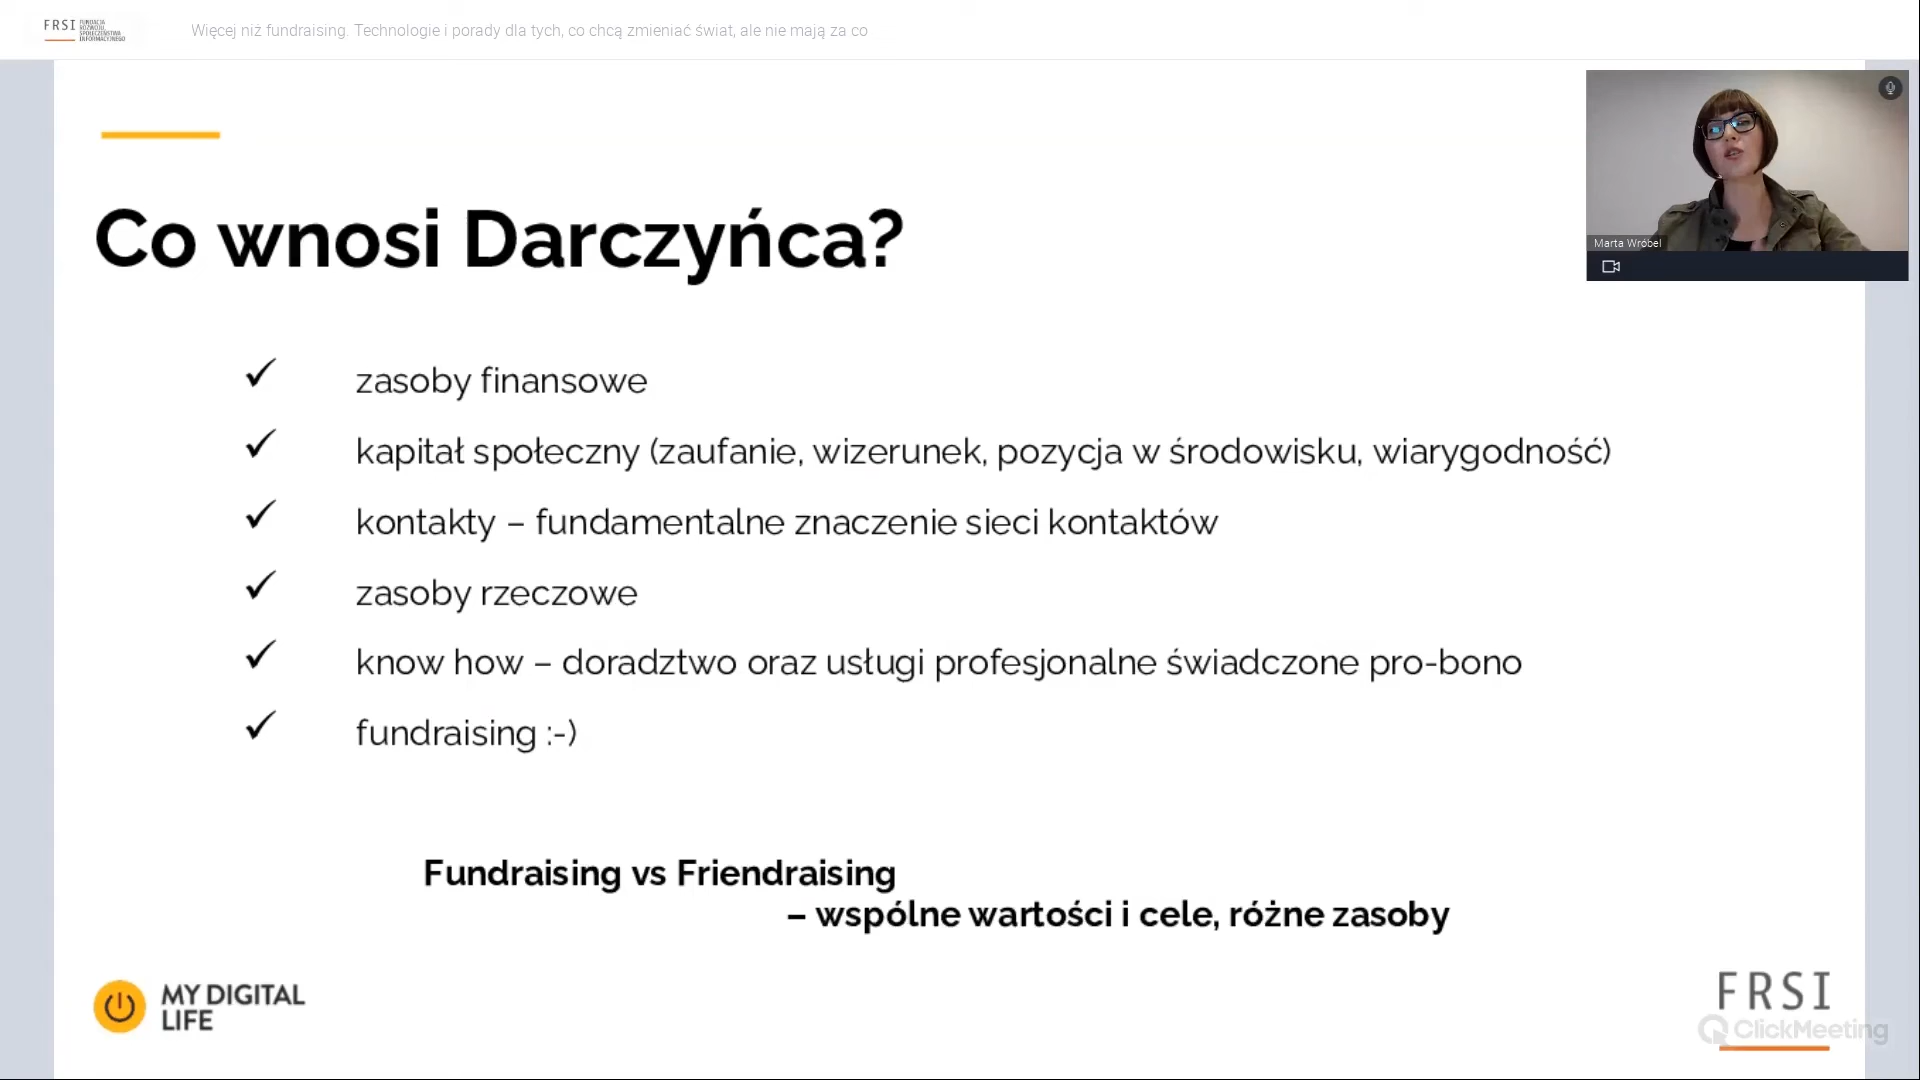 FRSI FUNDACJA
ROZWOJU
SPOŁECZEŃSTWA
INFORMACYJNEGO
Więcej niż fundraising. Technologie i porady dla tych, co chcą zmieniać świat, ale nie mają za co
Marta Wróbel
Co wnosi Darczyńca?
✓ zasoby finansowe
✓ kapitał społeczny (zaufanie, wizerunek, pozycja w środowisku, wiarygodność)
✓ kontakty – fundamentalne znaczenie sieci kontaktów
✓ zasoby rzeczowe
✓ know how – doradztwo oraz usługi profesjonalne świadczone pro-bono
✓ fundraising :-)
Fundraising vs Friendraising
– wspólne wartości i cele, różne zasoby
MY DIGITAL
LIFE
FRSI
ClickMeeting